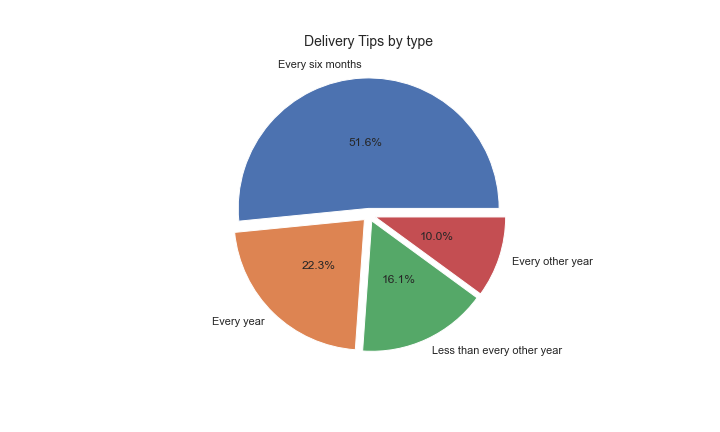 Delivery Tips by type
Every six months
51.6%
10.0%
Every other year
22.3%
16.1%
Every year
Less than every other year